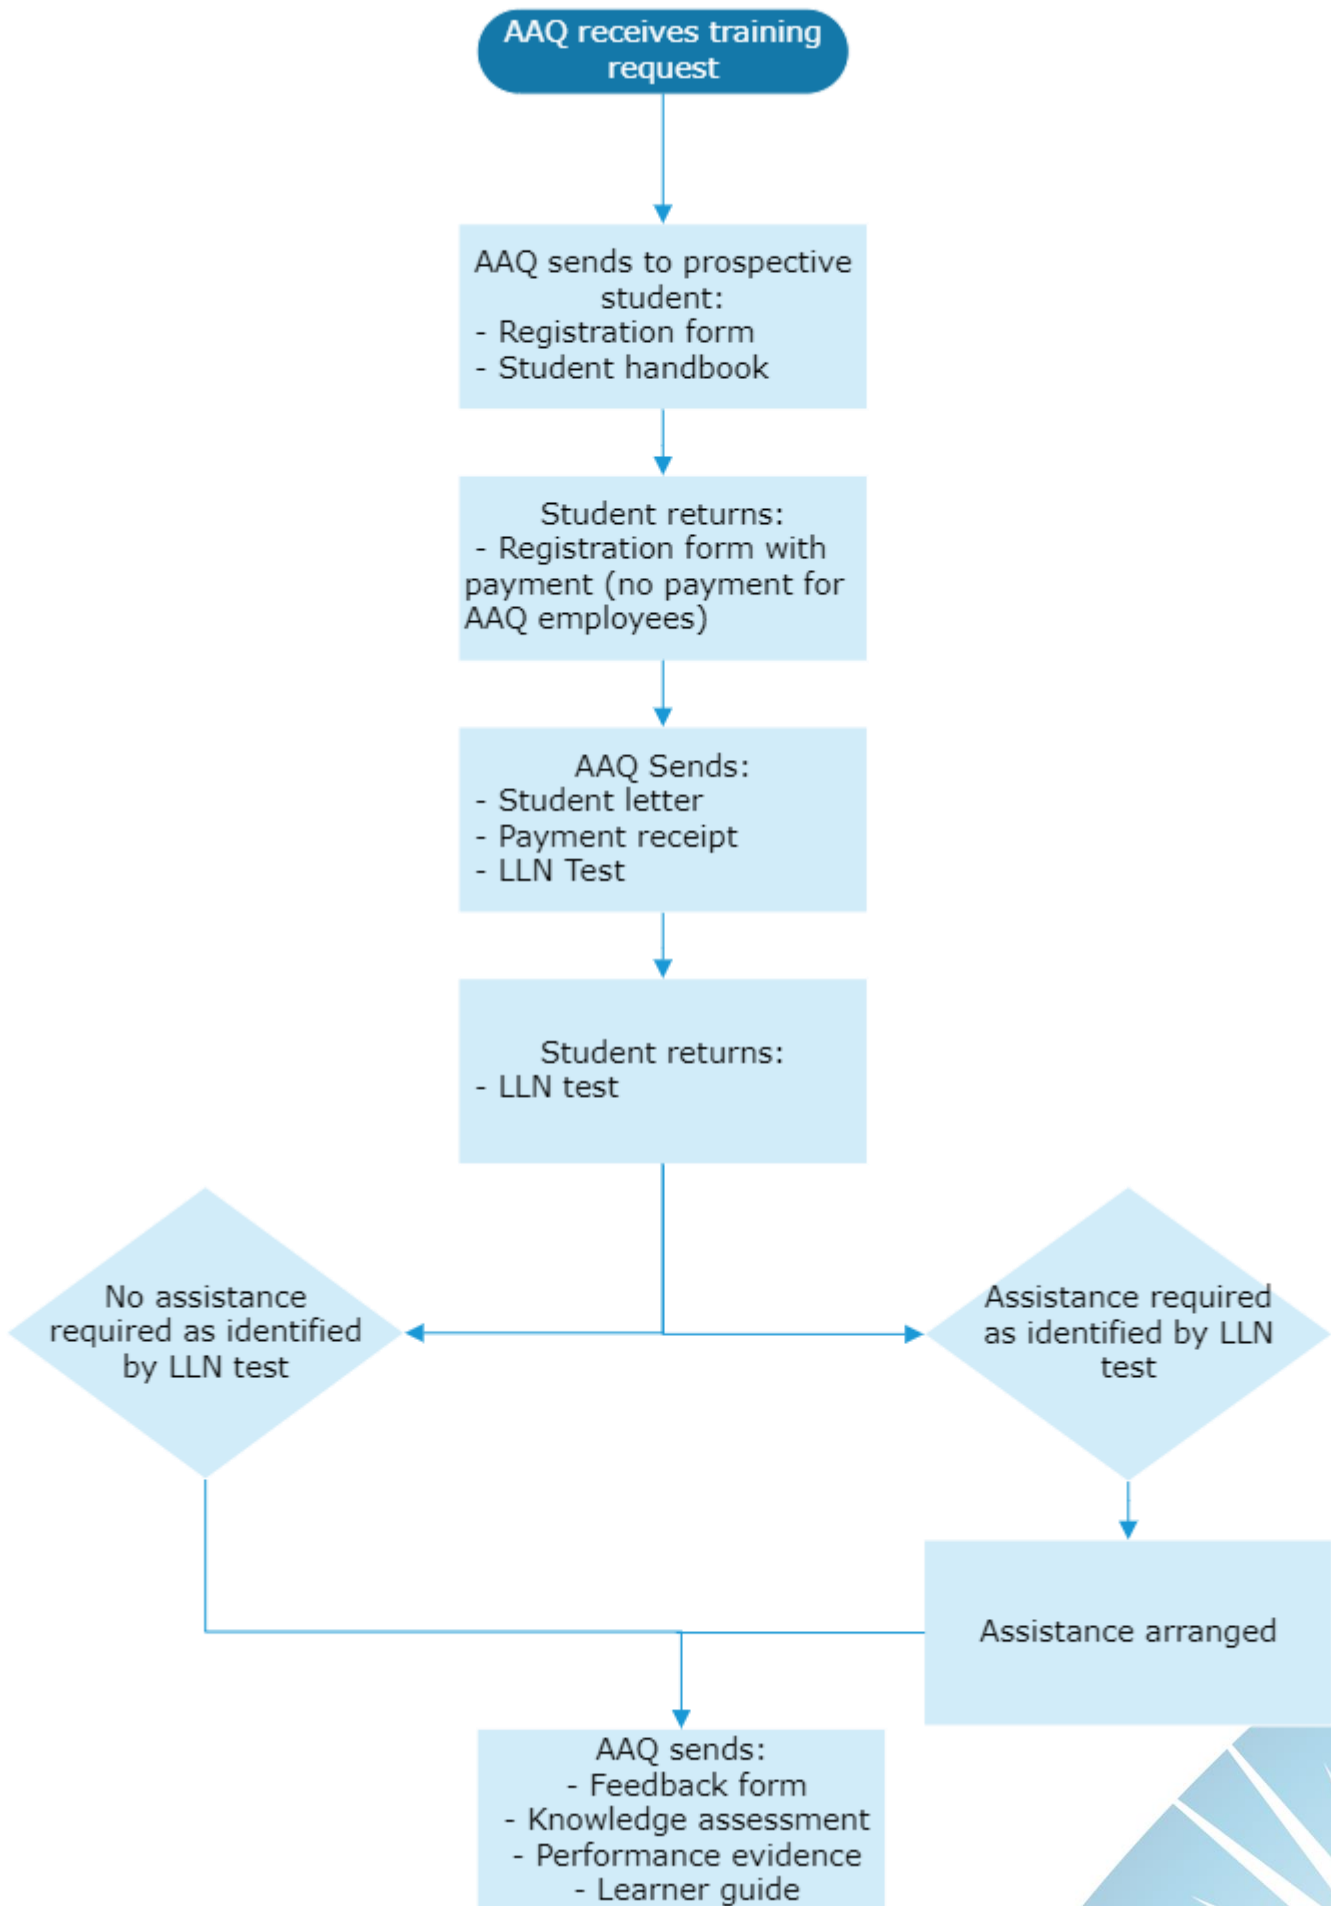 AAQ receives training
request
AAQ sends to prospective
student:
- Registration form
- Student handbook
Student returns:
- Registration form with
payment (no payment for
AAQ employees)
AAQ Sends:
- Student letter
- Payment receipt
- LLN Test
Student returns:
- LLN test
No assistance
required as identified
by LLN test
Assistance required
as identified by LLN
test
Assistance arranged
AAQ sends:
- Feedback form
- Knowledge assessment
- Performance evidence
- Learner guide